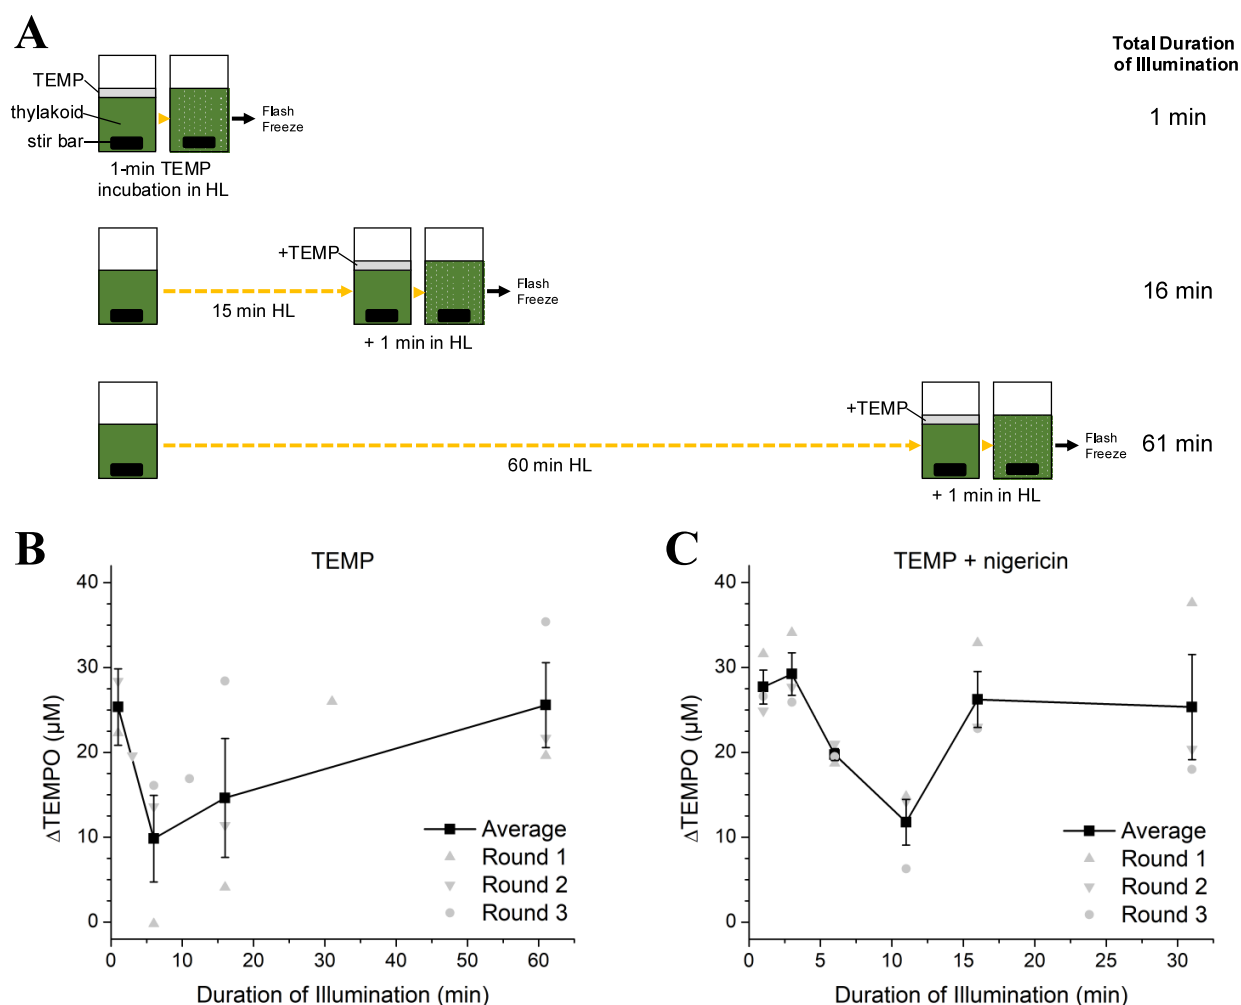 A
Total Duration
of Illumination
TEMP
thylakoid
stir bar
Flash
Freeze
1 min
1-min TEMP
incubation in HL
+TEMP
15 min HL
Flash
Freeze
16 min
+ 1 min in HL
+TEMP
60 min HL
Flash
Freeze
61 min
+ 1 min in HL
B
TEMP
40
30
20
10
0
ΔTEMPO (μM)
Average
Round 1
Round 2
Round 3
0 10 20 30 40 50 60
Duration of Illumination (min)
C
TEMP + nigericin
40
30
20
10
0
ΔTEMPO (μM)
Average
Round 1
Round 2
Round 3
0 5 10 15 20 25 30
Duration of Illumination (min)